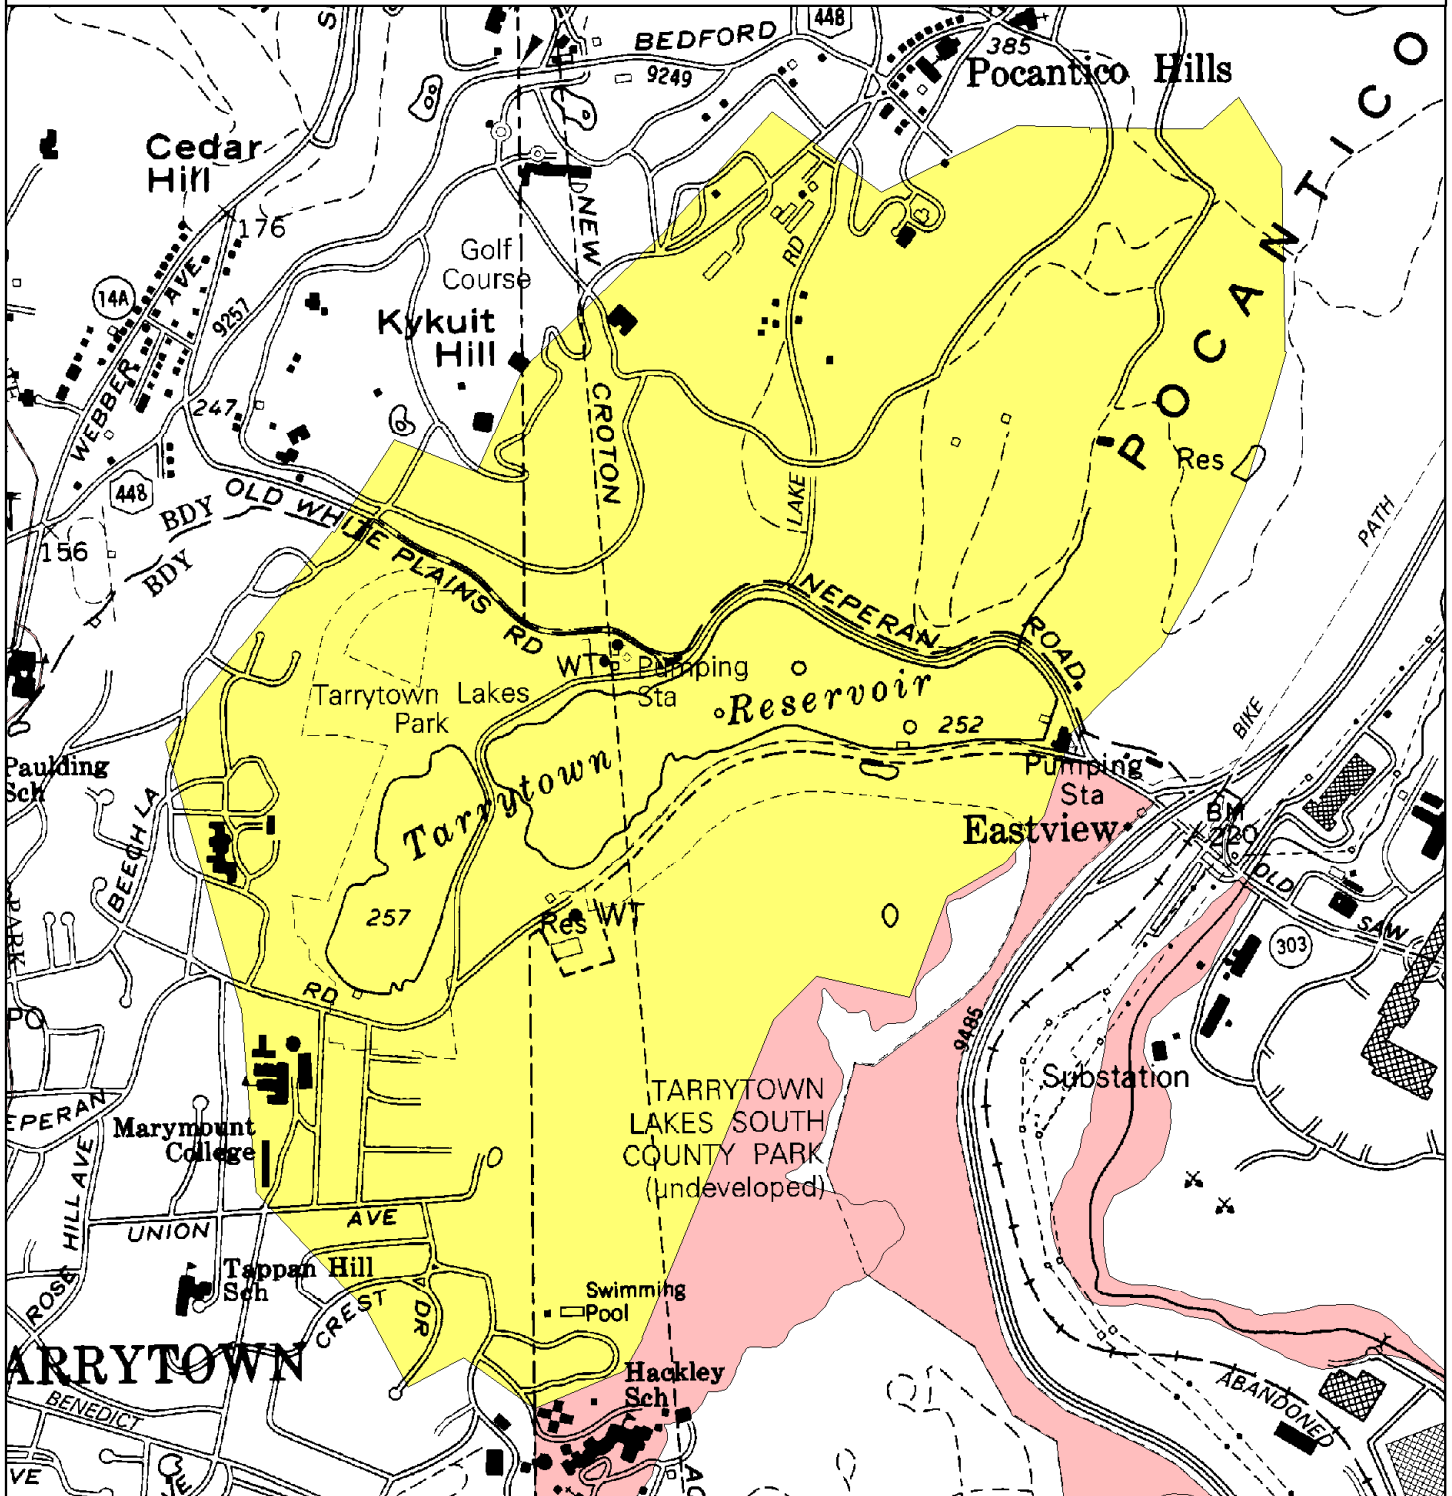 448
BEDFORD
385
9249
Pocantico Hills
POCANTICO
Cedar
Hill
176
NEW
Golf
Course
RD
14A
AVE
9257
Kykuit
Hill
WEBBER
247
CROTON
Res
448
BDY
OLD WHITE PLAINS RD
LAKE
PATH
156
BDY
NEPERAN
ROAD
WT
Pumping
Sta
Tarrytown Lakes
Park
Tarrytown Reservoir
252
BIKE
Paulding
Sch
Pumping
Sta
BM
220
Eastview
BEECH LA
OLD
SAW
257
Res WT
PARK
303
RD
PO
9485
Substation
TARRYTOWN
LAKES SOUTH
COUNTY PARK
(undeveloped)
EPERAN
Marymount
College
ROSE HILL AVE
UNION
AVE
Tappan Hill
Sch
CREST
DR
Swimming
Pool
ARRYTOWN
Hackley
Sch
BENEDICT
ABANDONED
VE